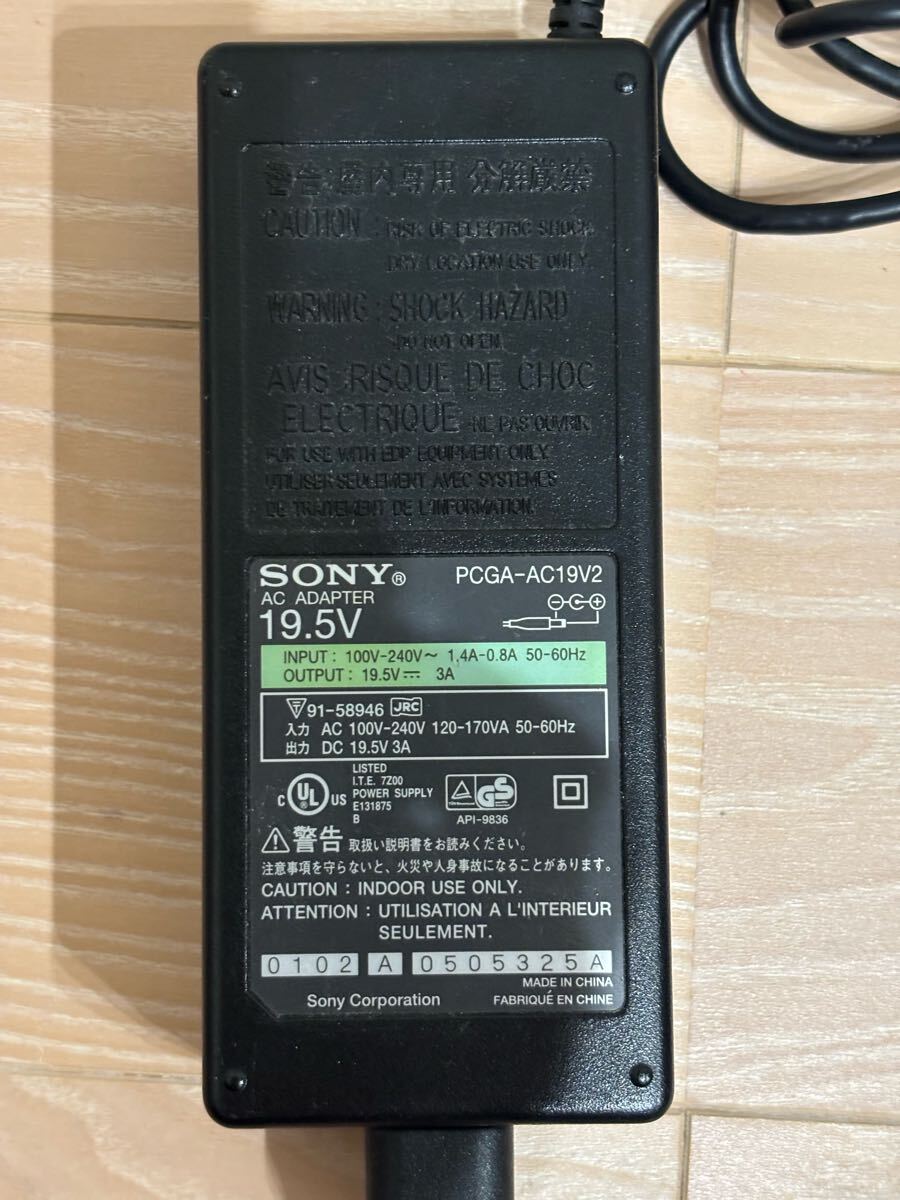 警告:屋内専用 分解厳禁
CAUTION : RISK OF ELECTRIC SHOCK.
DRY LOCATION USE ONLY.
WARNING : SHOCK HAZARD
-DO NOT OPEN.
AVIS :RISQUE DE CHOC
ELECTRIQUE -NE PAS OUVRIR.
FOR USE WITH EDP EQUIPMENT ONLY.
UTILISER SEULEMENT AVEC SYSTEMES
DE TRAITEMENT DE L'INFORMATION.
SONY® PCGA-AC19V2
AC ADAPTER
19.5V
INPUT : 100V-240V~ 1,4A-0.8A 50-60Hz
OUTPUT : 19.5V⎓ 3A
T 91-58946 JRC
入力 AC 100V-240V 120-170VA 50-60Hz
出力 DC 19.5V 3A
C UL US
LISTED
I.T.E. 7Z00
POWER SUPPLY
E131875
B
TÜV GS
API-9836
⚠警告 取扱い説明書をお読みください。
注意事項を守らないと、火災や人身事故になることがあります。
CAUTION : INDOOR USE ONLY.
ATTENTION : UTILISATION A L'INTERIEUR
SEULEMENT.
0102 A 0505325A
MADE IN CHINA
Sony Corporation FABRIQUÉ EN CHINE